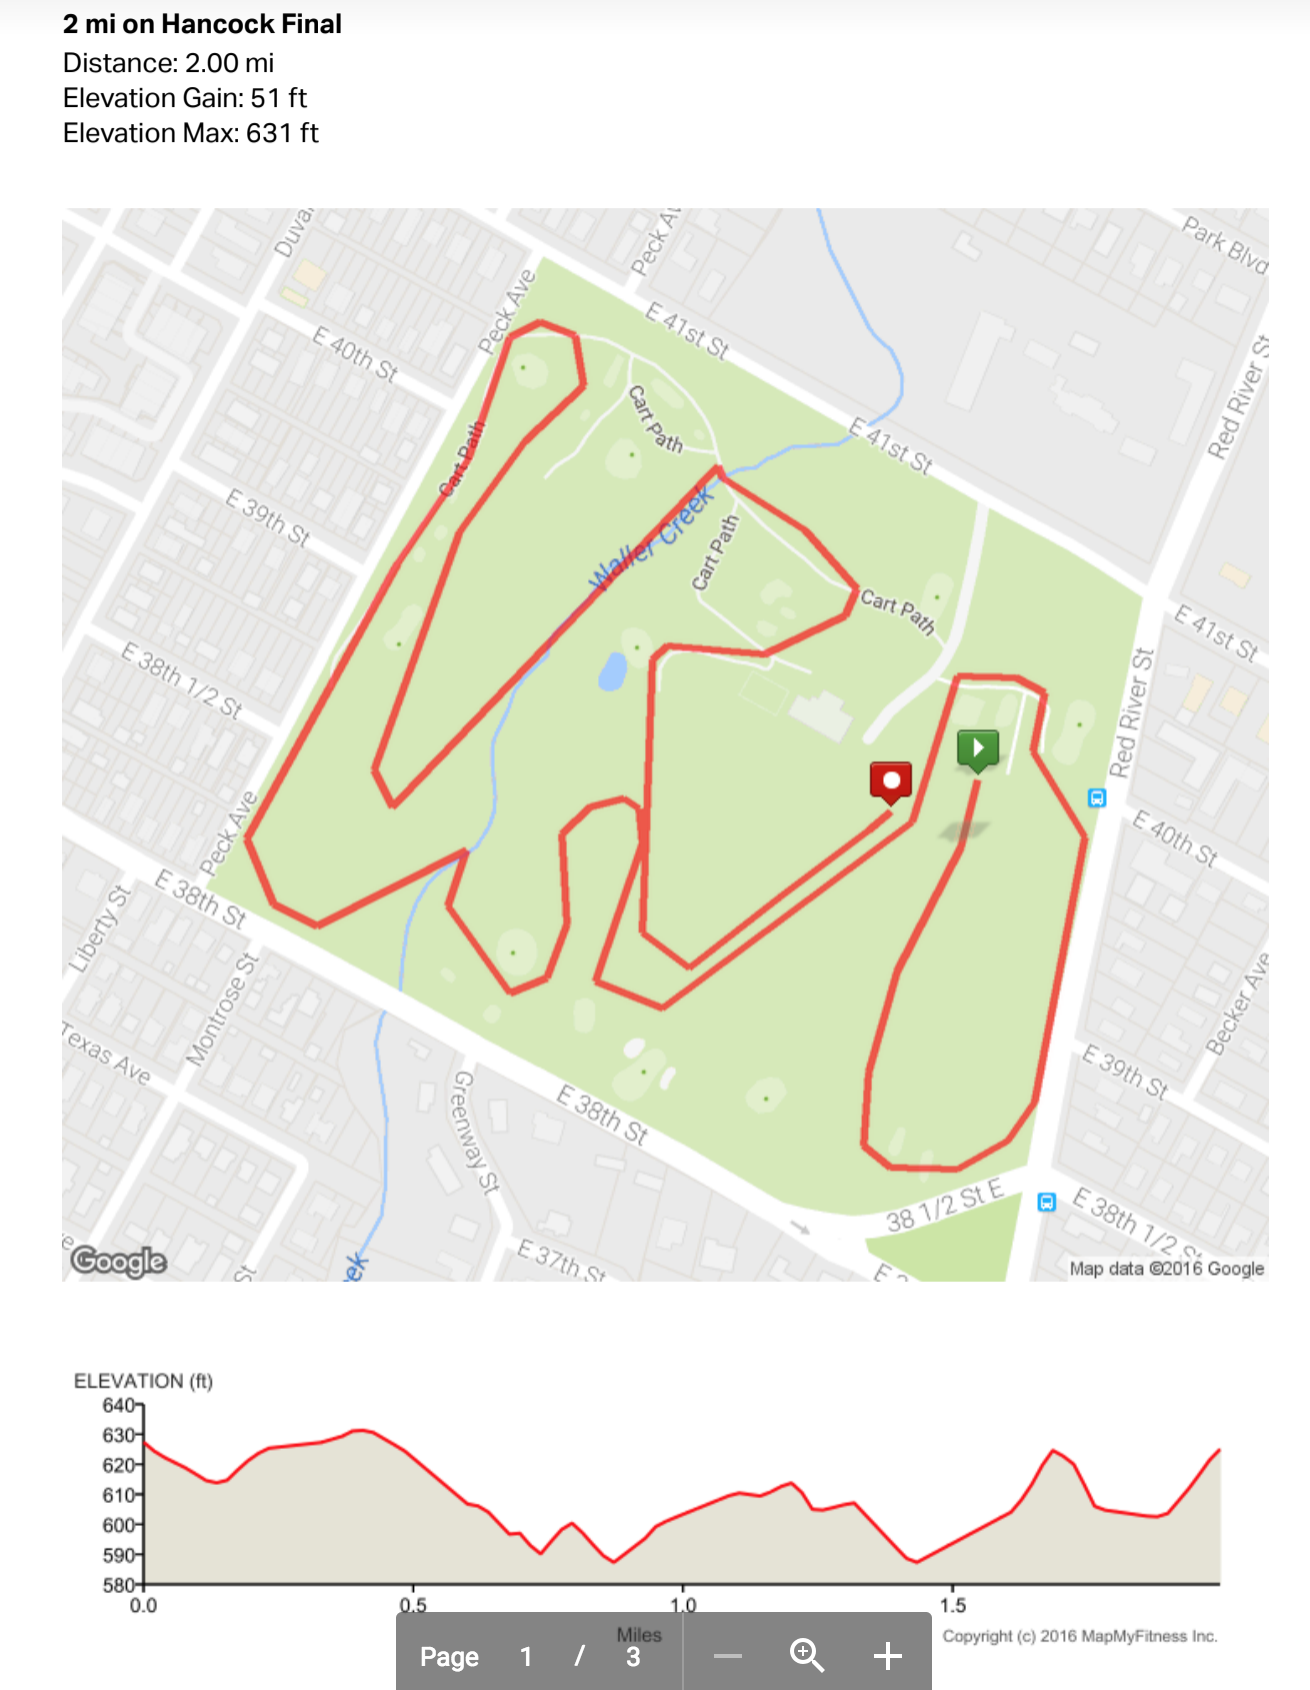 2 mi on Hancock Final
Distance: 2.00 mi
Elevation Gain: 51 ft
Elevation Max: 631 ft
Peck Ave
Park Blvd
E 41st St
Peck Ave
E 40th St
Red River St
Cart Path
E 41st St
Cart Path
E 39th St
Waller Creek
Cart Path
Cart Path
E 41st St
E 38th 1/2 St
Red River St
Peck Ave
E 40th St
E 38th St
Liberty St
Montrose St
Becker Ave
Texas Ave
E 39th St
Greenway St
E 38th St
38 1/2 St E
E 38th 1/2 St
E 37th St
Google
ek
Map data ©2016 Google
ELEVATION (ft)
640
630
620
610
600
590
580
0.0 0.5 1.0 1.5
Miles
Copyright (c) 2016 MapMyFitness Inc.
Page 1 / 3